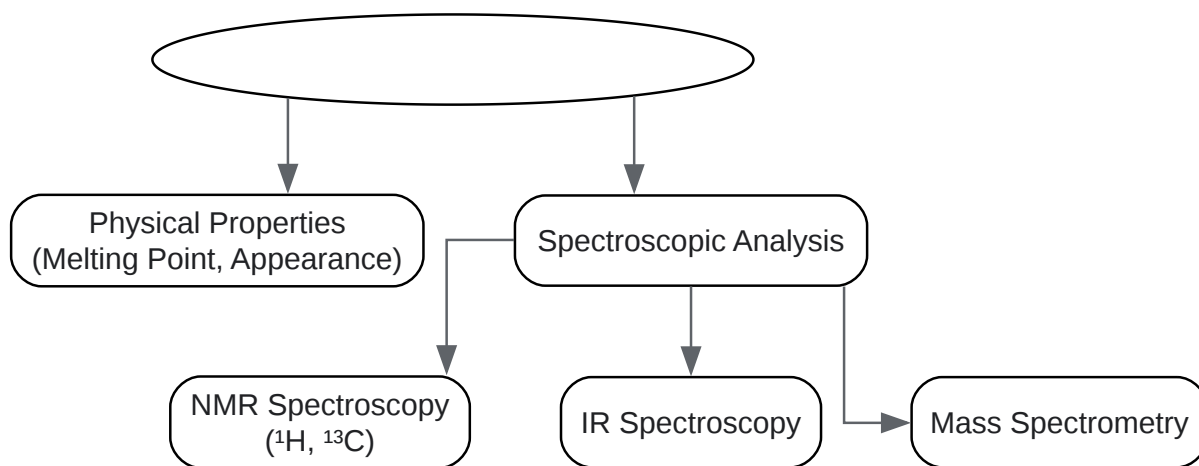 Physical Properties
(Melting Point, Appearance)
Spectroscopic Analysis
NMR Spectroscopy
(¹H, ¹³C)
IR Spectroscopy
Mass Spectrometry